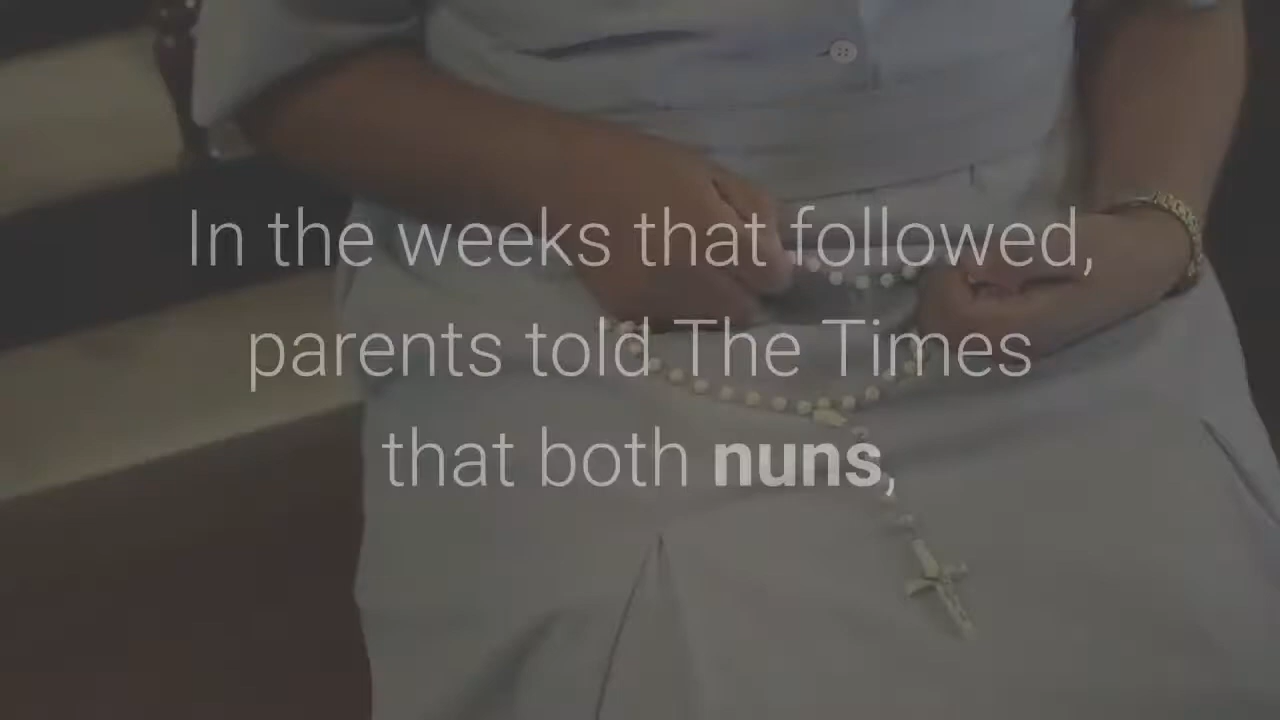 In the weeks that followed,
parents told The Times
that both nuns,